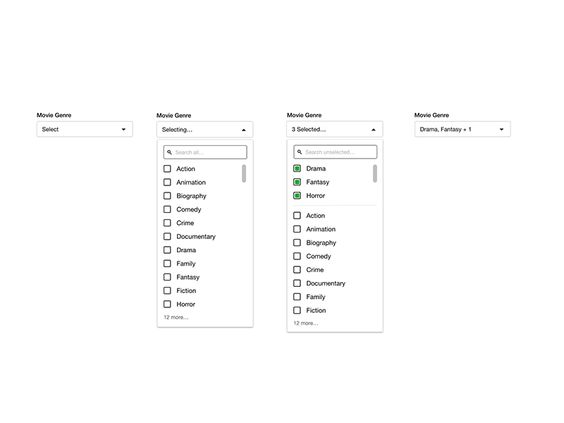 Movie Genre
Select
Movie Genre
Selecting...
Search all...
Action
Animation
Biography
Comedy
Crime
Documentary
Drama
Family
Fantasy
Fiction
Horror
12 more...
Movie Genre
3 Selected...
Search unselected...
Drama
Fantasy
Horror
Action
Animation
Biography
Comedy
Crime
Documentary
Family
Fiction
12 more...
Movie Genre
Drama, Fantasy + 1